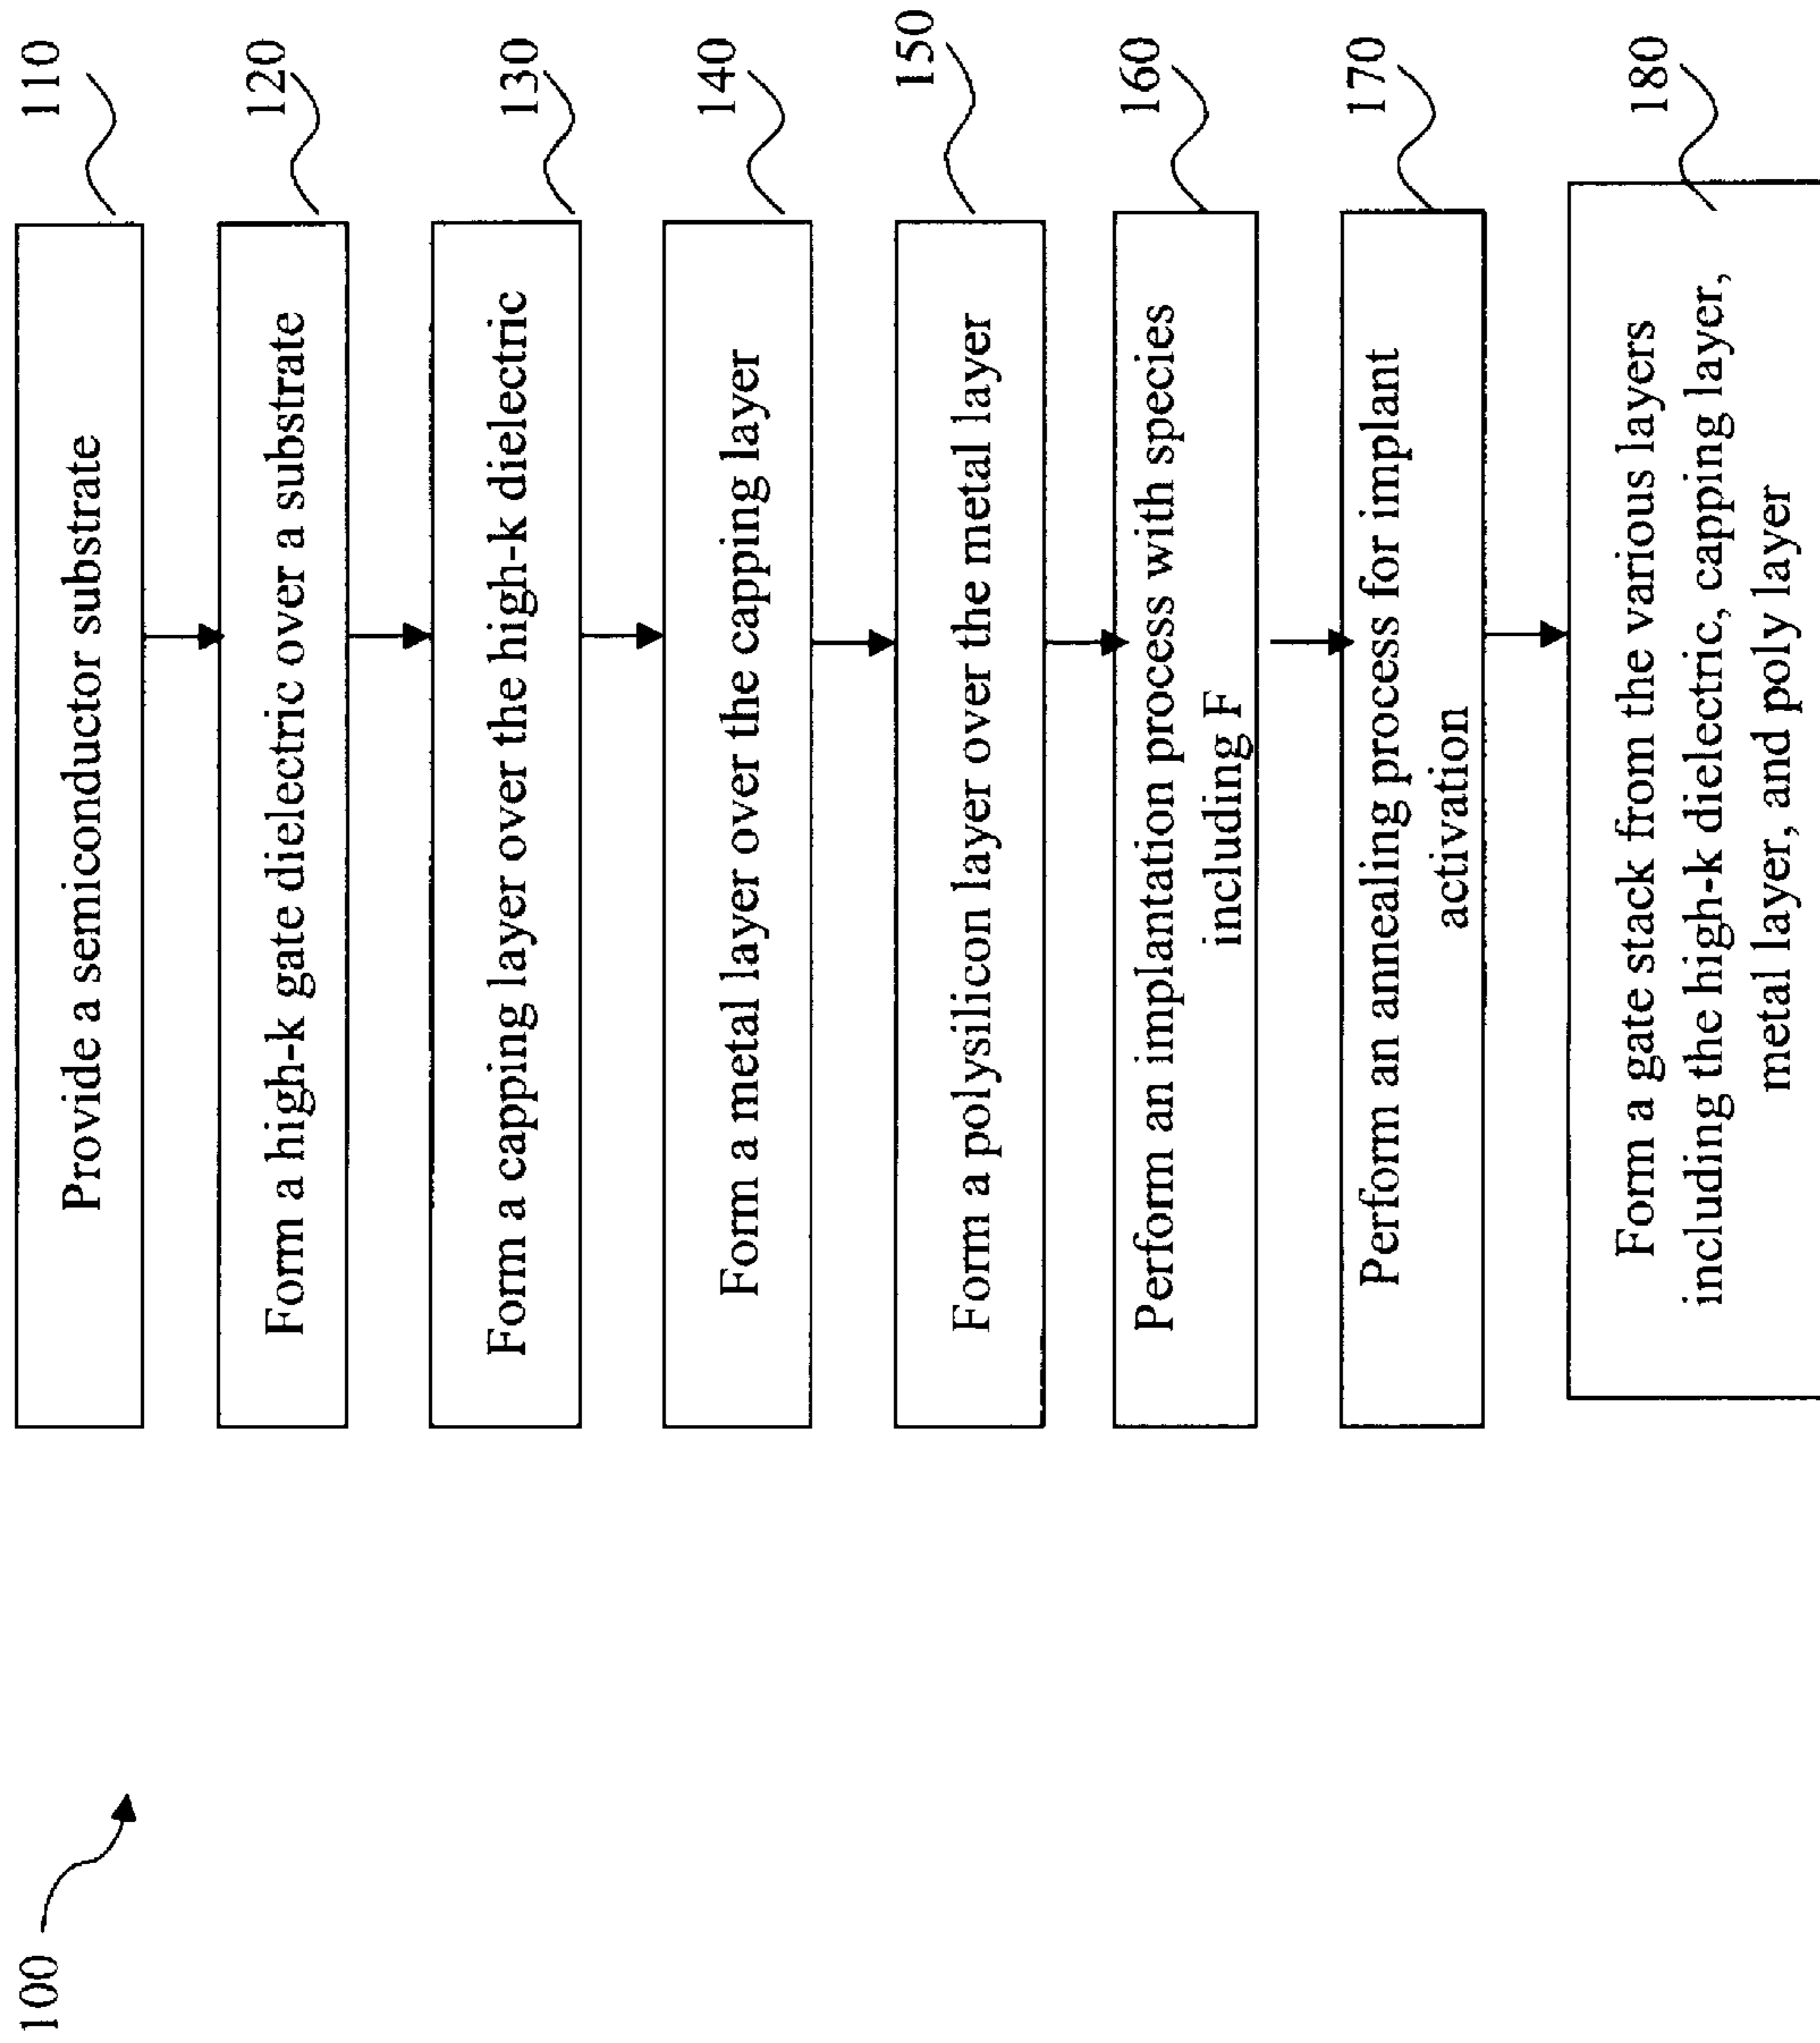 100
Provide a semiconductor substrate
110
Form a high-k gate dielectric over a substrate
120
Form a capping layer over the high-k dielectric
130
Form a metal layer over the capping layer
140
Form a polysilicon layer over the metal layer
150
Perform an implantation process with species
including F
160
Perform an annealing process for implant
activation
170
Form a gate stack from the various layers
including the high-k dielectric, capping layer,
metal layer, and poly layer
180